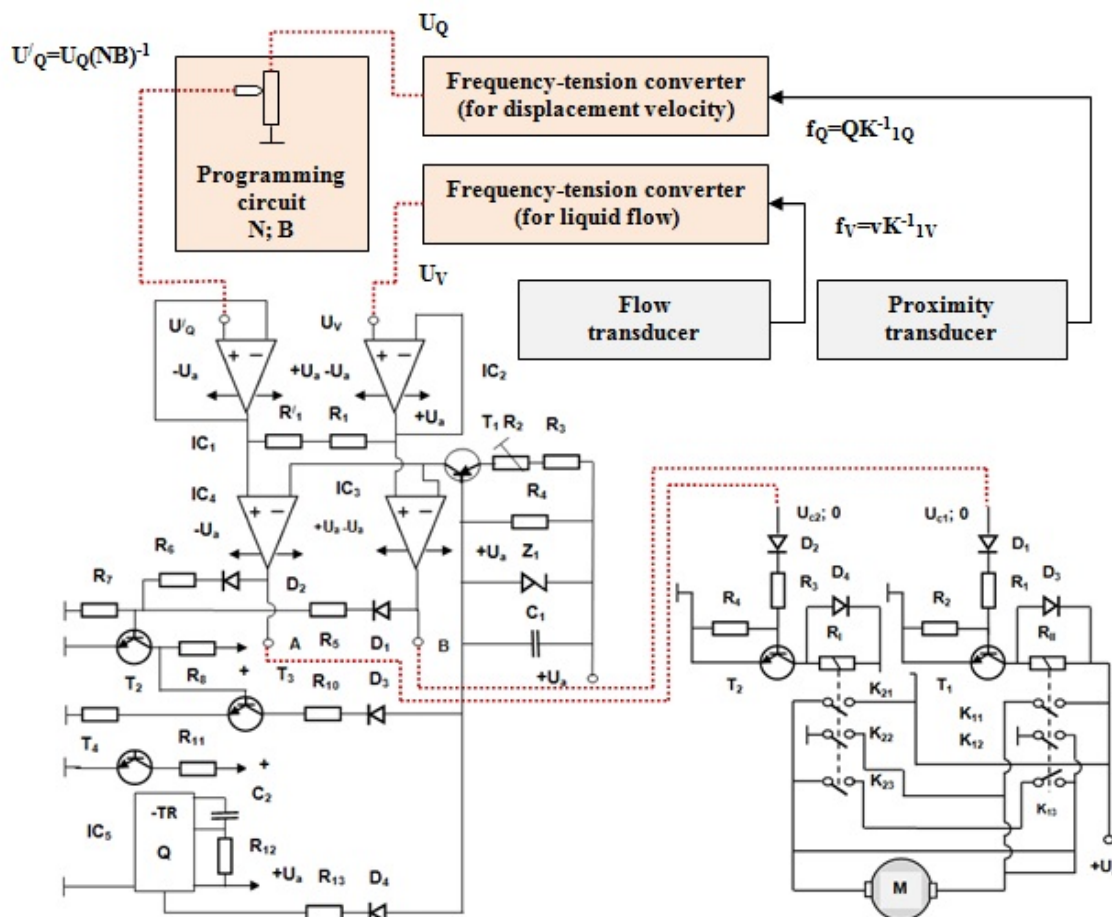 U_Q
U'_Q=U_Q(NB)^-1
Frequency-tension converter
(for displacement velocity)
f_Q=QK^-1_1Q
Programming
circuit
N; B
Frequency-tension converter
(for liquid flow)
f_V=vK^-1_1V
U_V
Flow
transducer
Proximity
transducer
U'_Q
U_V
+ −
+ −
-U_a
+U_a -U_a
IC_2
+U_a
R'_1
R_1
T_1 R_2
R_3
IC_1
IC_4
IC_3
R_4
+ −
+ −
-U_a
+U_a -U_a
+U_a
Z_1
U_c2; 0
U_c1; 0
R_6
D_2
D_1
R_7
D_2
C_1
R_3
D_4
R_1
D_3
R_4
R_2
R_I
R_II
A
R_5
D_1
B
T_2
R_8
+
T_3
R_10
D_3
+U_a
T_2
K_21
T_1
K_11
K_22
K_12
T_4
R_11
+
K_23
K_13
C_2
-TR
IC_5
Q
R_12
+U_a
R_13
D_4
M
+U